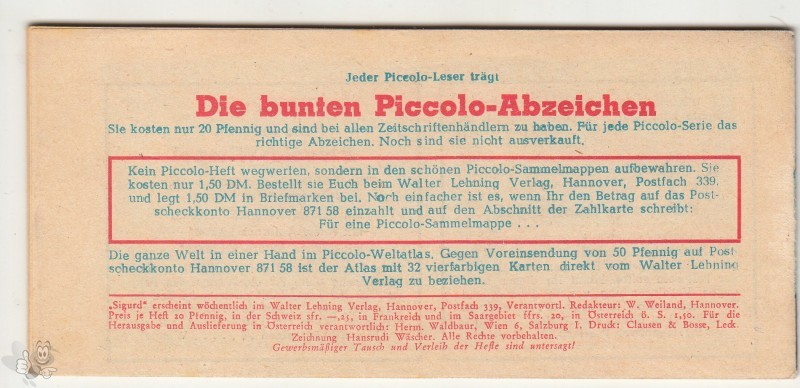 Jeder Piccolo-Leser trägt
Die bunten Piccolo-Abzeichen
Sie kosten nur 20 Pfennig und sind bei allen Zeitschriftenhändlern zu haben. Für jede Piccolo-Serie das
richtige Abzeichen. Noch sind sie nicht ausverkauft.
Kein Piccolo-Heft wegwerfen, sondern in den schönen Piccolo-Sammelmappen aufbewahren. Sie
kosten nur 1,50 DM. Bestellt sie Euch beim Walter Lehning Verlag, Hannover, Postfach 339,
und legt 1,50 DM in Briefmarken bei. Noch einfacher ist es, wenn Ihr den Betrag auf das Post-
scheckkonto Hannover 871 58 einzahlt und auf den Abschnitt der Zahlkarte schreibt:
Für eine Piccolo-Sammelmappe . . .
Die ganze Welt in einer Hand im Piccolo-Weltatlas. Gegen Voreinsendung von 50 Pfennig auf Post-
scheckkonto Hannover 871 58 ist der Atlas mit 32 vierfarbigen Karten direkt vom Walter Lehning
Verlag zu beziehen.
„Sigurd" erscheint wöchentlich im Walter Lehning Verlag, Hannover, Postfach 339, Verantwortl. Redakteur: W. Weiland, Hannover.
Preis je Heft 20 Pfennig, in der Schweiz sfr. —,25, in Frankreich und im Saargebiet ffrs. 20, in Österreich ö. S. 1,50. Für die
Herausgabe und Auslieferung in Österreich verantwortlicht Herm. Waldbaur, Wien 6, Salzburg I. Druck: Clausen & Bosse, Leck.
Zeichnung Hansrudi Wäscher. Alle Rechte vorbehalten.
Gewerbsmäßiger Tausch und Verleih der Hefte sind untersagt!